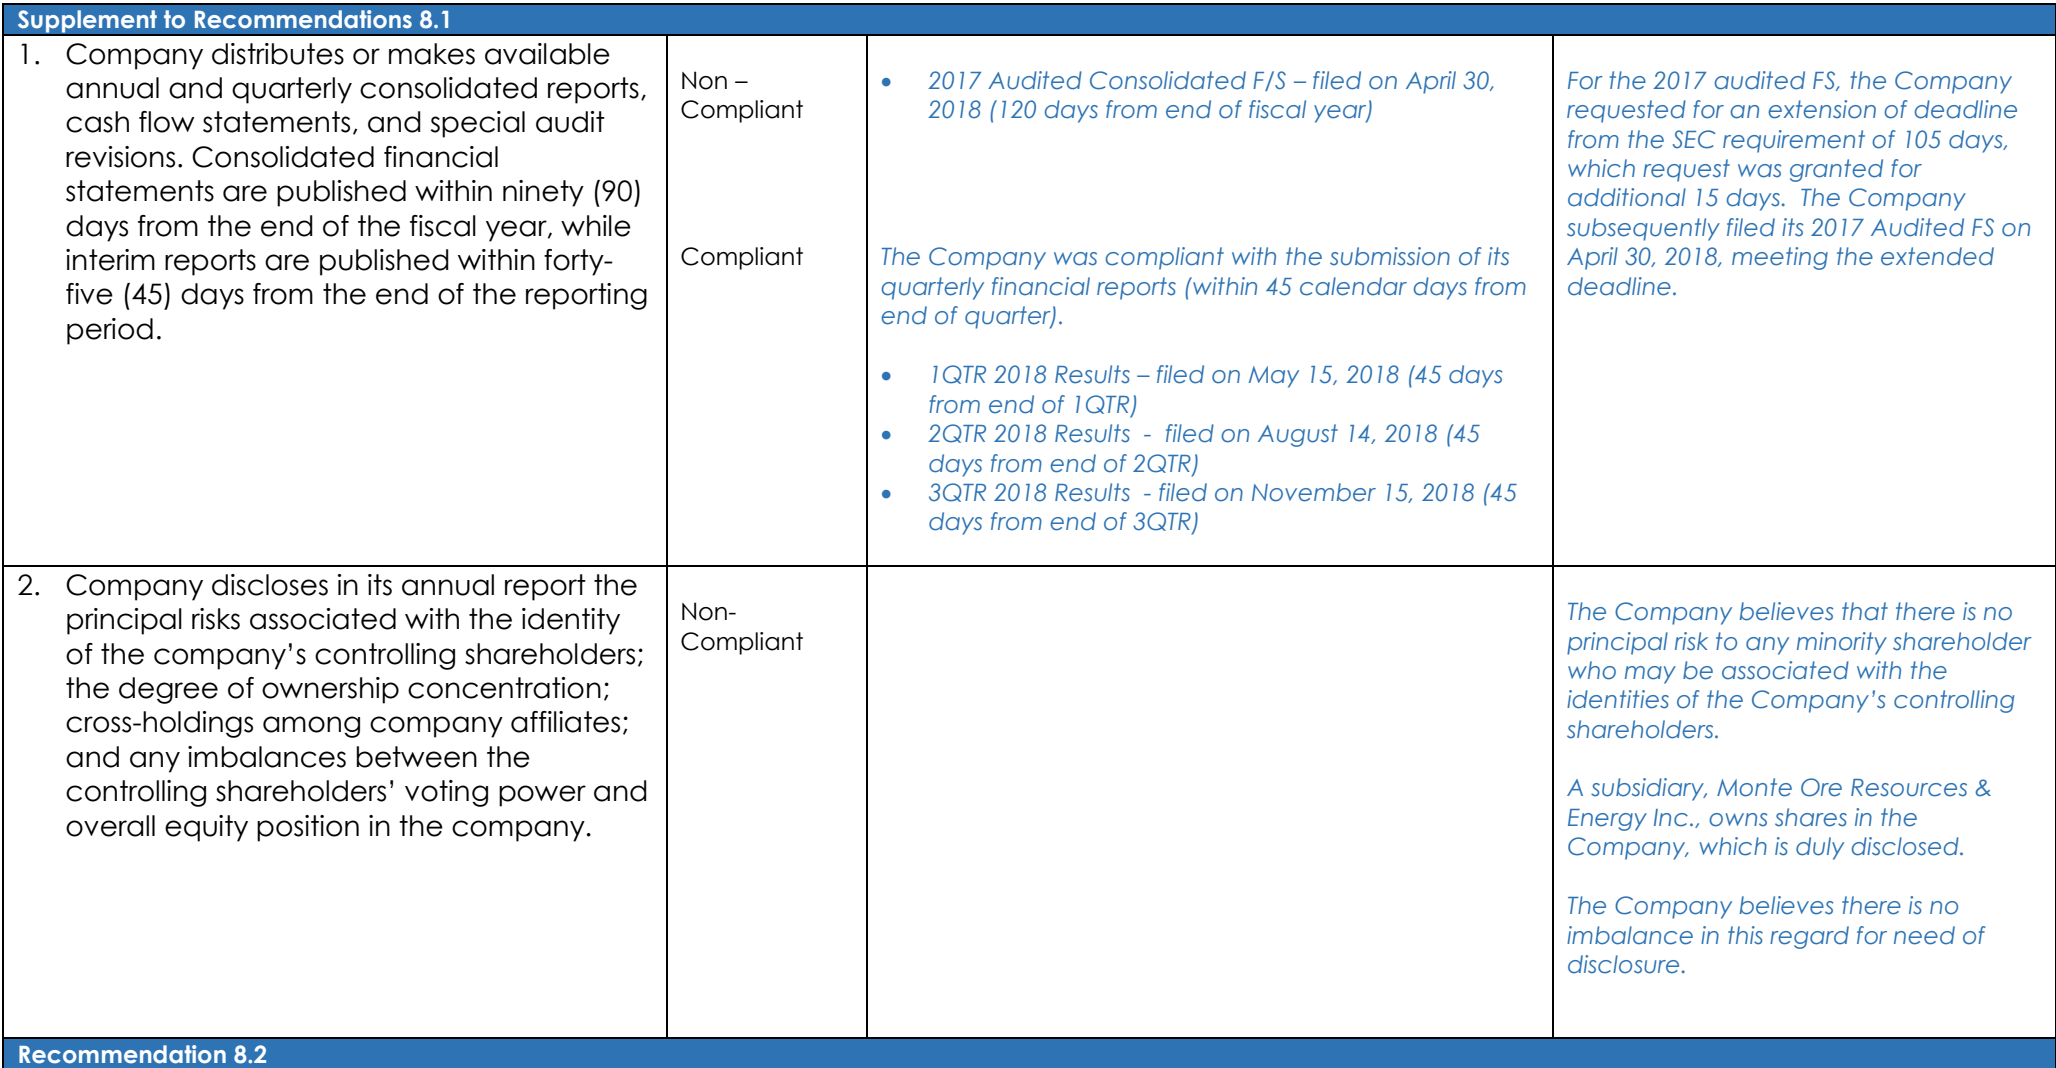 Supplement to Recommendations 8.1
1. Company distributes or makes available
annual and quarterly consolidated reports,
cash flow statements, and special audit
revisions. Consolidated financial
statements are published within ninety (90)
days from the end of the fiscal year, while
interim reports are published within forty-
five (45) days from the end of the reporting
period.
Non –
Compliant
Compliant
• 2017 Audited Consolidated F/S – filed on April 30,
2018 (120 days from end of fiscal year)
The Company was compliant with the submission of its
quarterly financial reports (within 45 calendar days from
end of quarter).
• 1QTR 2018 Results – filed on May 15, 2018 (45 days
from end of 1QTR)
• 2QTR 2018 Results - filed on August 14, 2018 (45
days from end of 2QTR)
• 3QTR 2018 Results - filed on November 15, 2018 (45
days from end of 3QTR)
For the 2017 audited FS, the Company
requested for an extension of deadline
from the SEC requirement of 105 days,
which request was granted for
additional 15 days. The Company
subsequently filed its 2017 Audited FS on
April 30, 2018, meeting the extended
deadline.
2. Company discloses in its annual report the
principal risks associated with the identity
of the company’s controlling shareholders;
the degree of ownership concentration;
cross-holdings among company affiliates;
and any imbalances between the
controlling shareholders’ voting power and
overall equity position in the company.
Non-
Compliant
The Company believes that there is no
principal risk to any minority shareholder
who may be associated with the
identities of the Company’s controlling
shareholders.
A subsidiary, Monte Ore Resources &
Energy Inc., owns shares in the
Company, which is duly disclosed.
The Company believes there is no
imbalance in this regard for need of
disclosure.
Recommendation 8.2